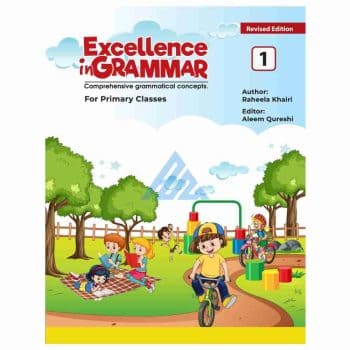 Revised Edition
Excellence
in GRAMMAR
Comprehensive grammatical concepts.
For Primary Classes
1
Author:
Raheela Khairi
Editor:
Aleem Qureshi